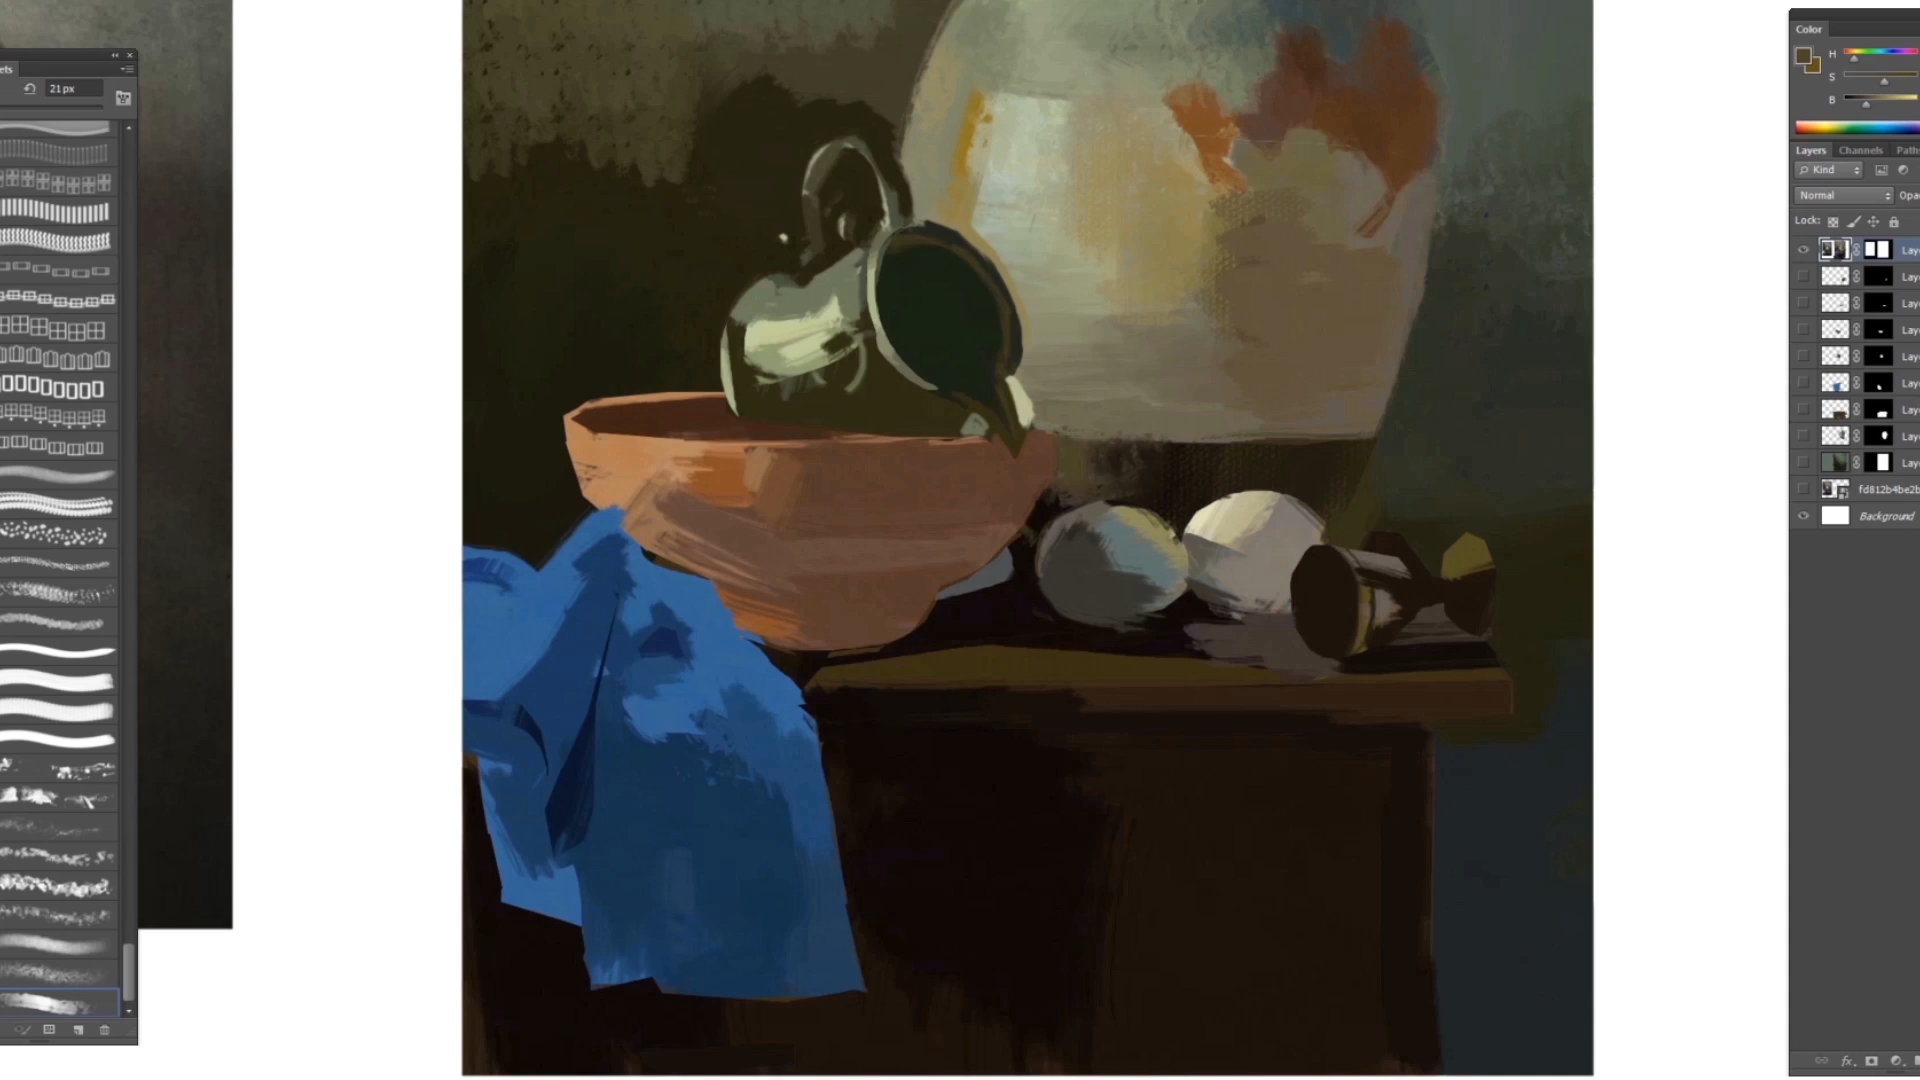 ets
21 px
Color
H
S
B
Layers Channels Path
Kind
Normal Opa
Lock:
Lay
Lay
Lay
Lay
Lay
Lay
Lay
Lay
Lay
fd812b4be2b
Background
fx